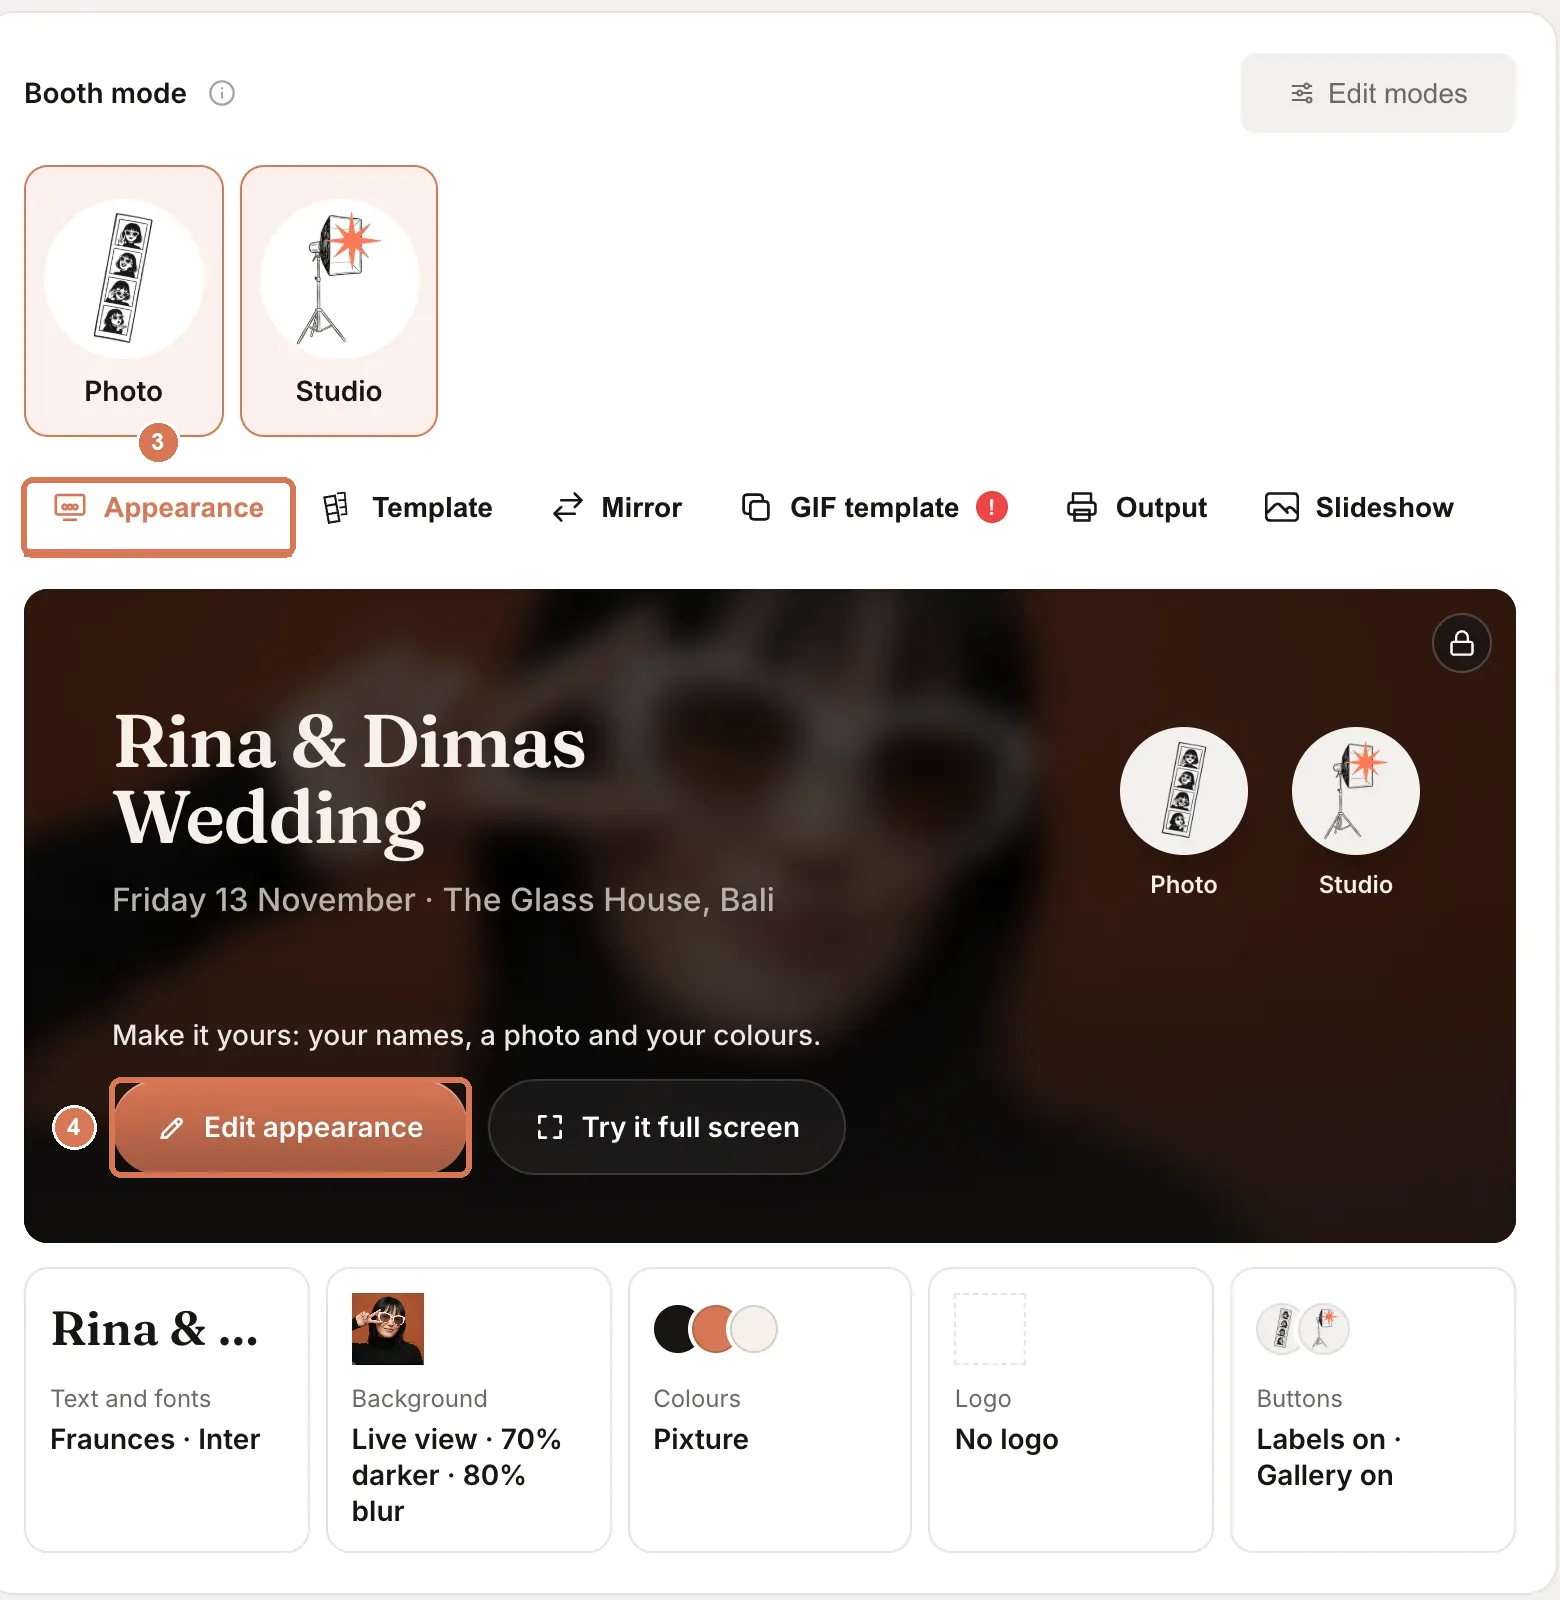 Booth mode
Edit modes
Photo
Studio
3
Appearance
Template
Mirror
GIF template
!
Output
Slideshow
Rina & Dimas
Wedding
Friday 13 November · The Glass House, Bali
Photo
Studio
Make it yours: your names, a photo and your colours.
4
Edit appearance
Try it full screen
Rina & ...
Text and fonts
Fraunces · Inter
Background
Live view · 70%
darker · 80%
blur
Colours
Pixture
Logo
No logo
Buttons
Labels on ·
Gallery on